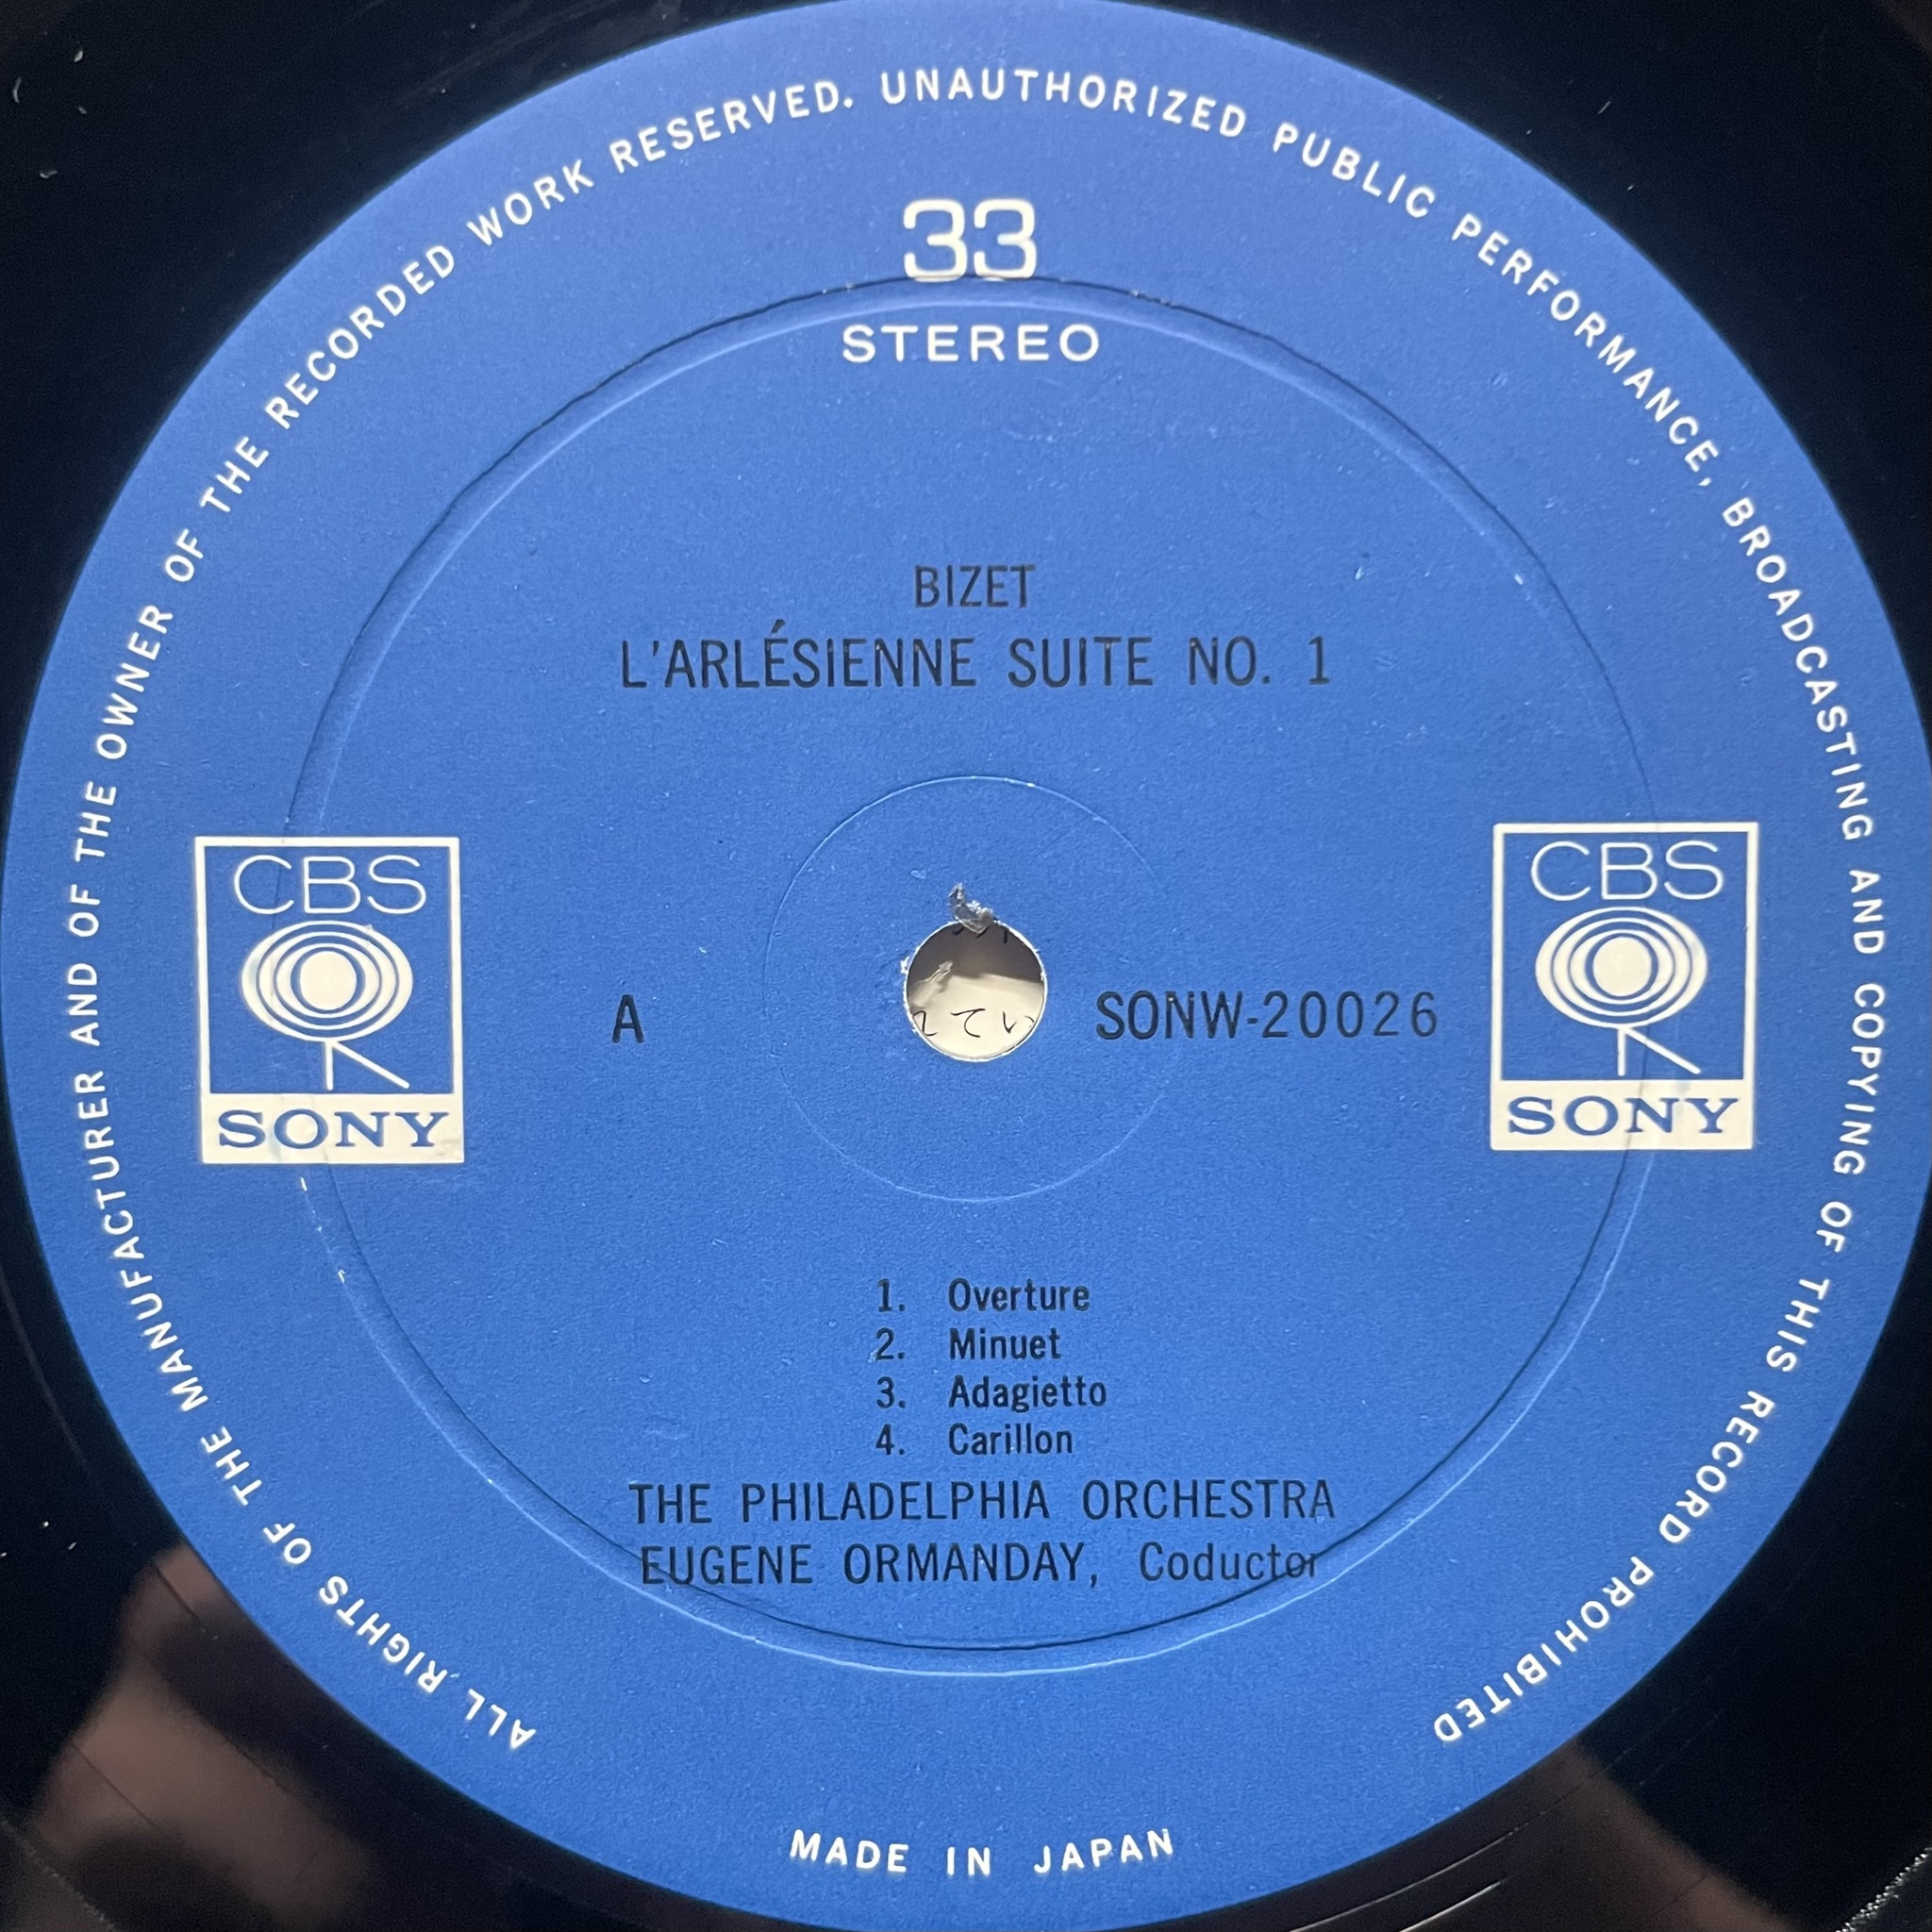 ALL RIGHTS OF THE MANUFACTURER AND OF THE OWNER OF THE RECORDED WORK RESERVED. UNAUTHORIZED PUBLIC PERFORMANCE, BROADCASTING AND COPYING OF THIS RECORD PROHIBITED
33
STEREO
BIZET
L'ARLÉSIENNE SUITE NO. 1
CBS
SONY
A
SONW-20026
CBS
SONY
てい
1. Overture
2. Minuet
3. Adagietto
4. Carillon
THE PHILADELPHIA ORCHESTRA
EUGENE ORMANDAY, Coductor
MADE IN JAPAN